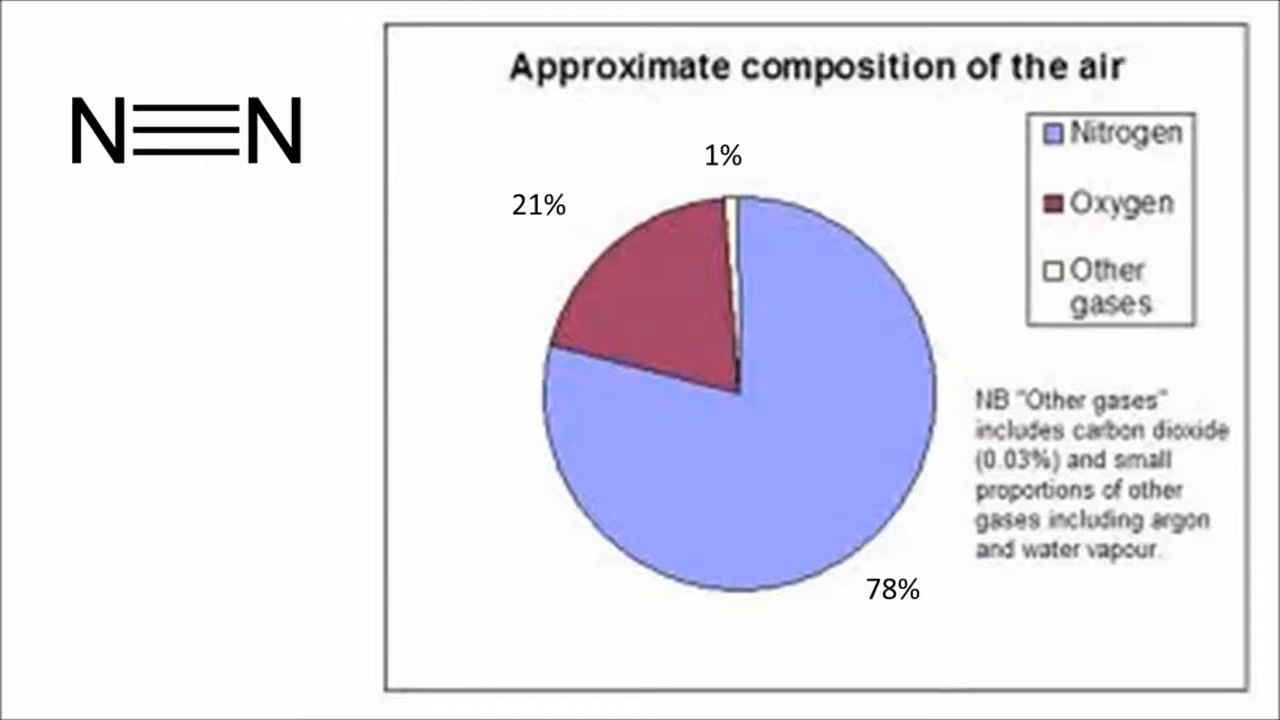 N≡N
Approximate composition of the air
Nitrogen
Oxygen
Other
gases
1%
21%
78%
NB "Other gases"
includes carbon dioxide
(0.03%) and small
proportions of other
gases including argon
and water vapour.